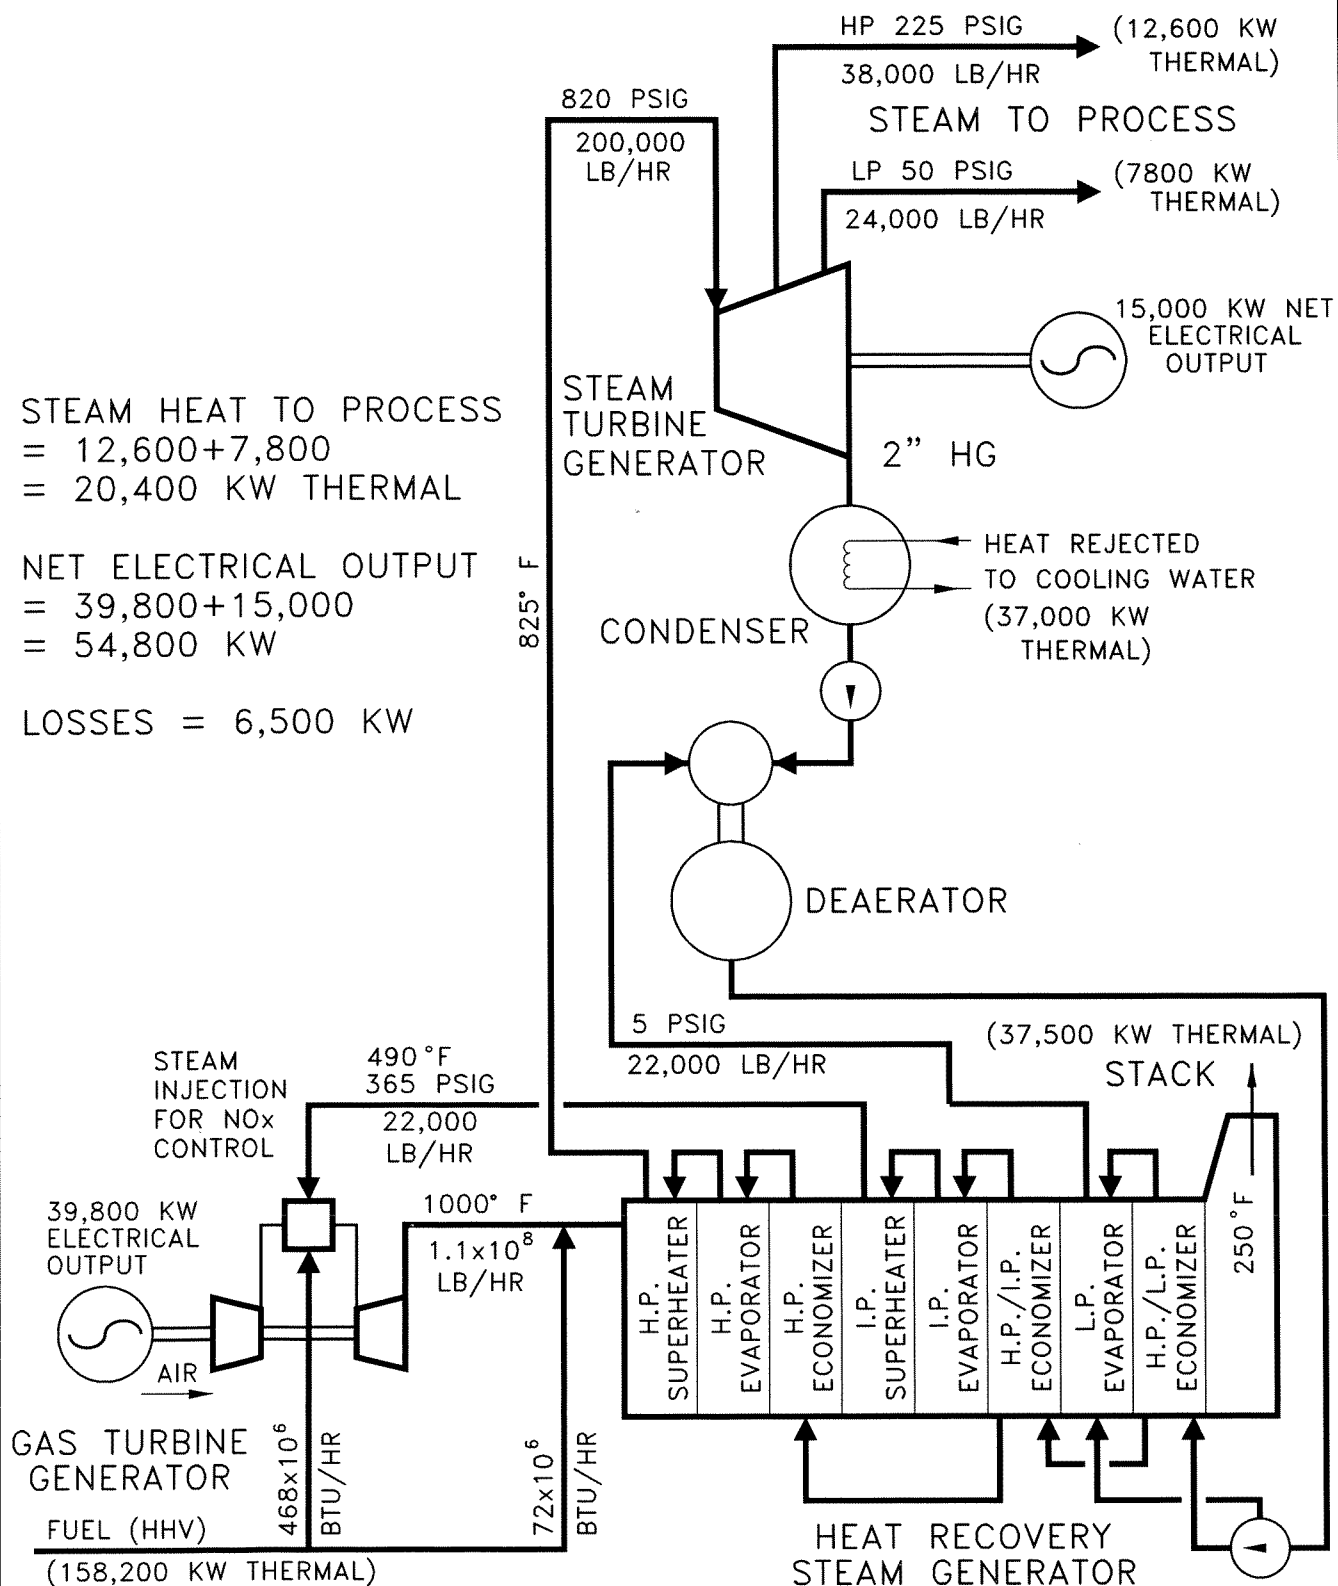 HP 225 PSIG
38,000 LB/HR
(12,600 KW
THERMAL)
820 PSIG
200,000
LB/HR
STEAM TO PROCESS
LP 50 PSIG
24,000 LB/HR
(7800 KW
THERMAL)
15,000 KW NET
ELECTRICAL
OUTPUT
STEAM
TURBINE
GENERATOR
2" HG
STEAM HEAT TO PROCESS
= 12,600+7,800
= 20,400 KW THERMAL
NET ELECTRICAL OUTPUT
= 39,800+15,000
= 54,800 KW
LOSSES = 6,500 KW
825° F
HEAT REJECTED
TO COOLING WATER
(37,000 KW
THERMAL)
CONDENSER
DEAERATOR
5 PSIG
22,000 LB/HR
(37,500 KW THERMAL)
STACK
250°F
STEAM
INJECTION
FOR NOx
CONTROL
490°F
365 PSIG
22,000
LB/HR
39,800 KW
ELECTRICAL
OUTPUT
1000° F
1.1x10⁸
LB/HR
H.P.
SUPERHEATER
H.P.
EVAPORATOR
H.P.
ECONOMIZER
I.P.
SUPERHEATER
I.P.
EVAPORATOR
H.P./I.P.
ECONOMIZER
L.P.
EVAPORATOR
H.P./L.P.
ECONOMIZER
AIR
GAS TURBINE
GENERATOR
468x10⁶
BTU/HR
72x10⁶
BTU/HR
FUEL (HHV)
(158,200 KW THERMAL)
HEAT RECOVERY
STEAM GENERATOR